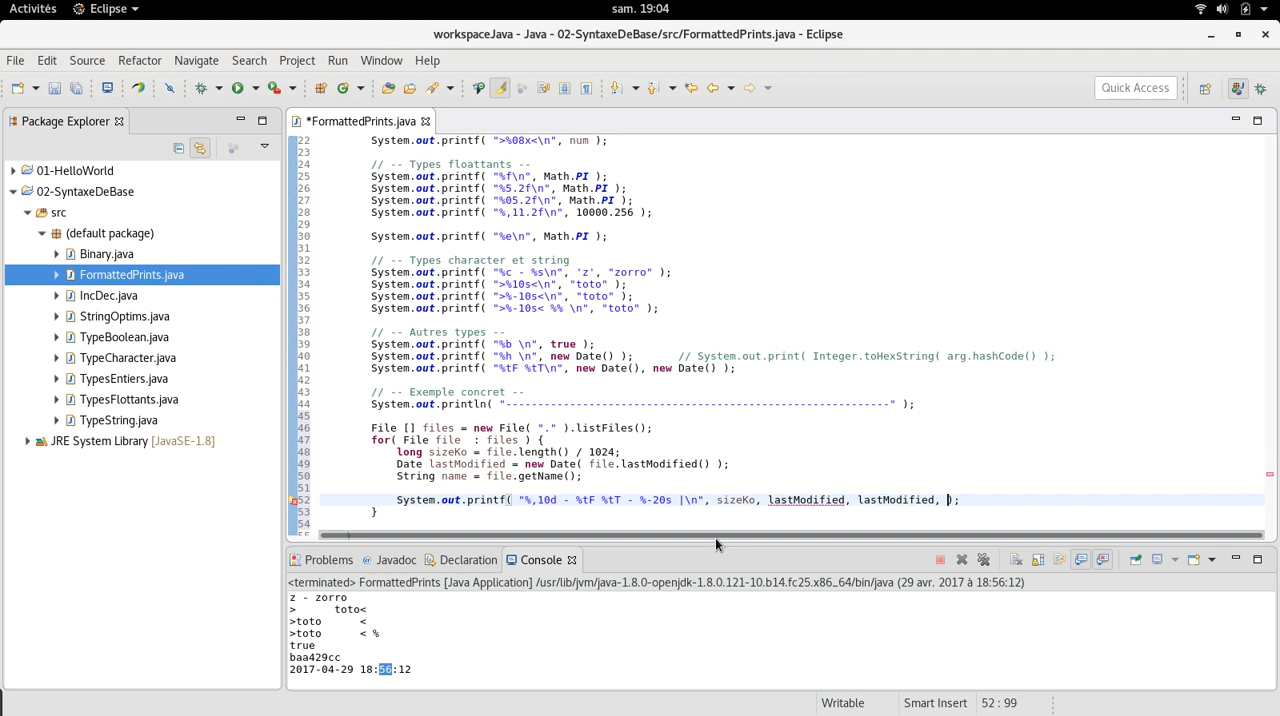 Activités Eclipse sam. 19:04
workspaceJava - Java - 02-SyntaxeDeBase/src/FormattedPrints.java - Eclipse
File Edit Source Refactor Navigate Search Project Run Window Help
Quick Access
Package Explorer
01-HelloWorld
02-SyntaxeDeBase
src
(default package)
Binary.java
FormattedPrints.java
IncDec.java
StringOptims.java
TypeBoolean.java
TypeCharacter.java
TypesEntiers.java
TypesFlottants.java
TypeString.java
JRE System Library [JavaSE-1.8]
*FormattedPrints.java
22 System.out.printf( ">%08x<\n", num );
23
24 // -- Types floattants --
25 System.out.printf( "%f\n", Math.PI );
26 System.out.printf( "%5.2f\n", Math.PI );
27 System.out.printf( "%05.2f\n", Math.PI );
28 System.out.printf( "%,11.2f\n", 10000.256 );
29
30 System.out.printf( "%e\n", Math.PI );
31
32 // -- Types character et string
33 System.out.printf( "%c - %s\n", 'z', "zorro" );
34 System.out.printf( ">%10s<\n", "toto" );
35 System.out.printf( ">%-10s<\n", "toto" );
36 System.out.printf( ">%-10s< %% \n", "toto" );
37
38 // -- Autres types --
39 System.out.printf( "%b \n", true );
40 System.out.printf( "%h \n", new Date() ); // System.out.print( Integer.toHexString( arg.hashCode() );
41 System.out.printf( "%tF %tT\n", new Date(), new Date() );
42
43 // -- Exemple concret --
44 System.out.println( "------------------------------------------------------------" );
45
46 File [] files = new File( "." ).listFiles();
47 for( File file : files ) {
48 long sizeKo = file.length() / 1024;
49 Date lastModified = new Date( file.lastModified() );
50 String name = file.getName();
51
52 System.out.printf( "%,10d - %tF %tT - %-20s |\n", sizeKo, lastModified, lastModified, );
53 }
54
55
Problems Javadoc Declaration Console
<terminated> FormattedPrints [Java Application] /usr/lib/jvm/java-1.8.0-openjdk-1.8.0.121-10.b14.fc25.x86_64/bin/java (29 avr. 2017 à 18:56:12)
z - zorro
>      toto<
>toto      <
>toto      < %
true
baa429cc
2017-04-29 18:56:12
Writable Smart Insert 52 : 99